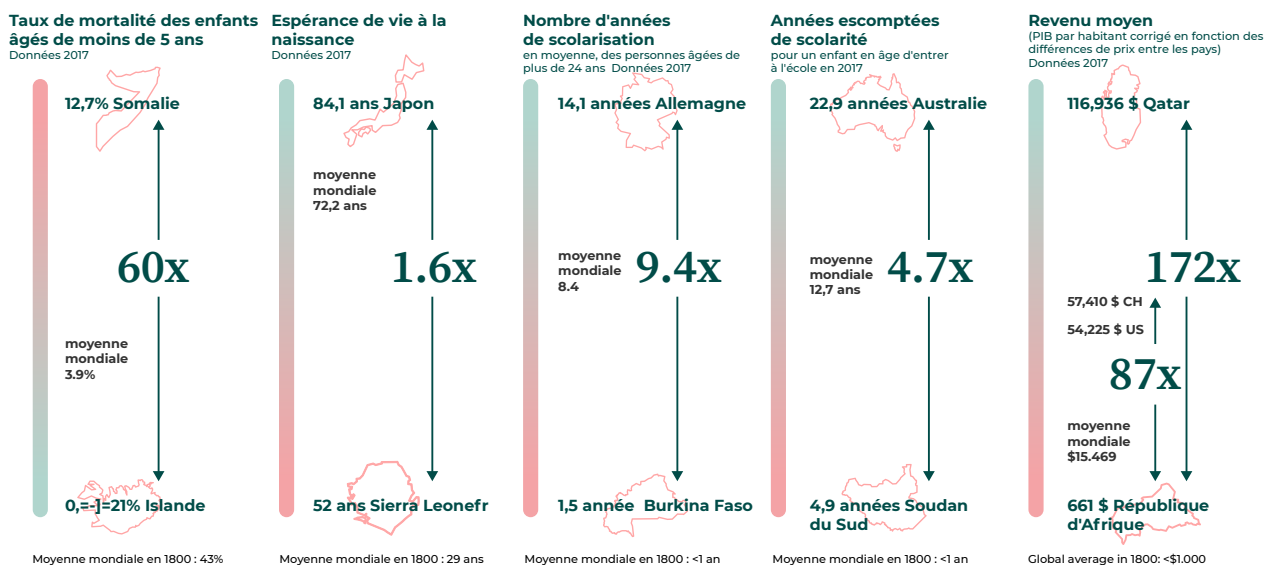 Taux de mortalité des enfants
âgés de moins de 5 ans
Données 2017
12,7% Somalie
60x
moyenne
mondiale
3.9%
0,=-]=21% Islande
Moyenne mondiale en 1800 : 43%
Espérance de vie à la
naissance
Données 2017
84,1 ans Japon
moyenne
mondiale
72,2 ans
1.6x
52 ans Sierra Leonefr
Moyenne mondiale en 1800 : 29 ans
Nombre d'années
de scolarisation
en moyenne, des personnes âgées de
plus de 24 ans Données 2017
14,1 années Allemagne
moyenne
mondiale
8.4
9.4x
1,5 année Burkina Faso
Moyenne mondiale en 1800 : <1 an
Années escomptées
de scolarité
pour un enfant en âge d'entrer
à l'école en 2017
22,9 années Australie
moyenne
mondiale
12,7 ans
4.7x
4,9 années Soudan
du Sud
Moyenne mondiale en 1800 : <1 an
Revenu moyen
(PIB par habitant corrigé en fonction des
différences de prix entre les pays)
Données 2017
116,936 $ Qatar
172x
57,410 $ CH
54,225 $ US
87x
moyenne
mondiale
$15.469
661 $ République
d'Afrique
Global average in 1800: <$1.000